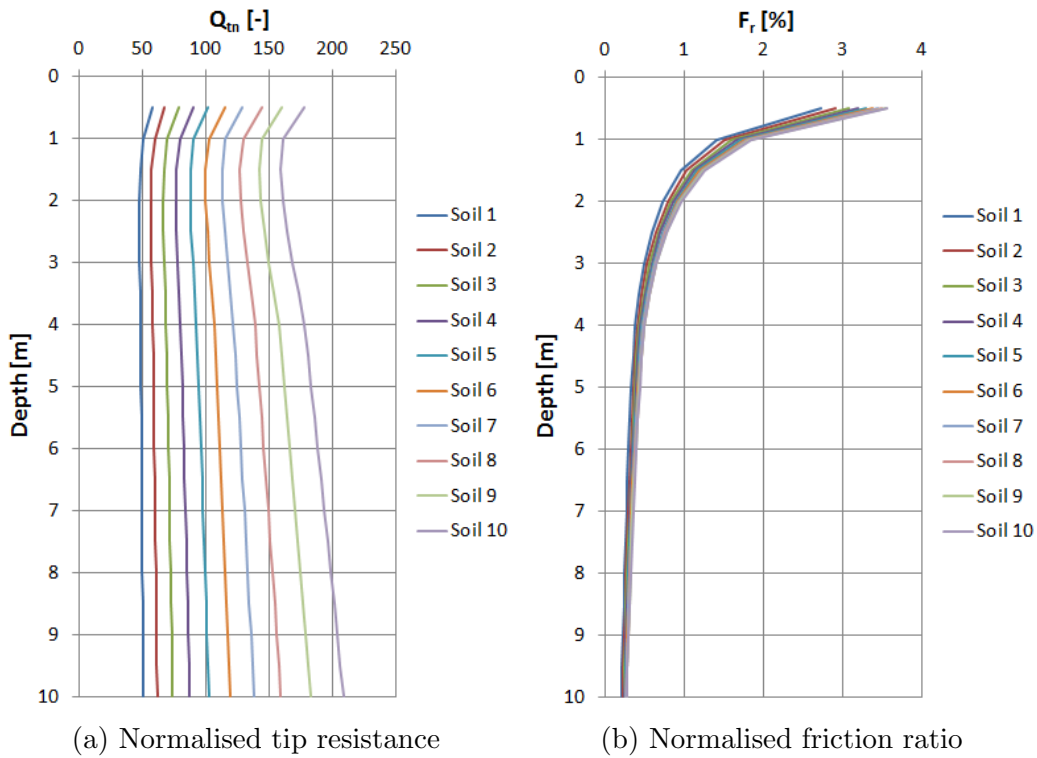 Qtn [-]
0 50 100 150 200 250
0
1
2
3
4
5
6
7
8
9
10
Depth [m]
Soil 1
Soil 2
Soil 3
Soil 4
Soil 5
Soil 6
Soil 7
Soil 8
Soil 9
Soil 10
(a) Normalised tip resistance
Fr [%]
0 1 2 3 4
0
1
2
3
4
5
6
7
8
9
10
Depth [m]
Soil 1
Soil 2
Soil 3
Soil 4
Soil 5
Soil 6
Soil 7
Soil 8
Soil 9
Soil 10
(b) Normalised friction ratio